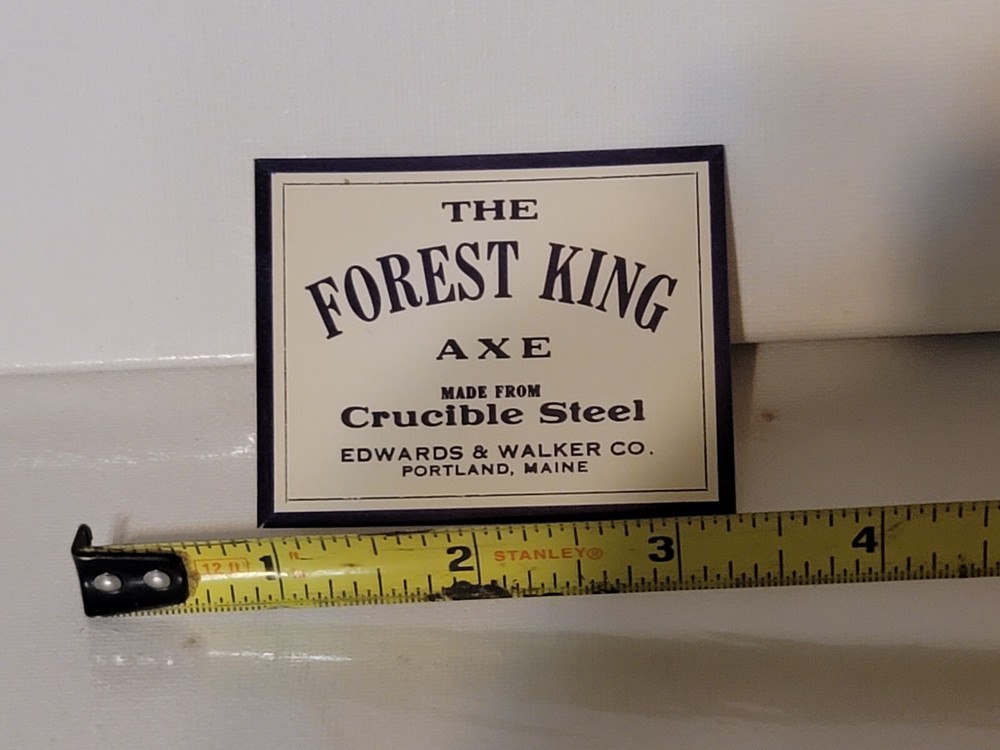 THE
FOREST KING
AXE
MADE FROM
Crucible Steel
EDWARDS & WALKER CO.
PORTLAND, MAINE
12 ft 1 2 STANLEY® 3 4